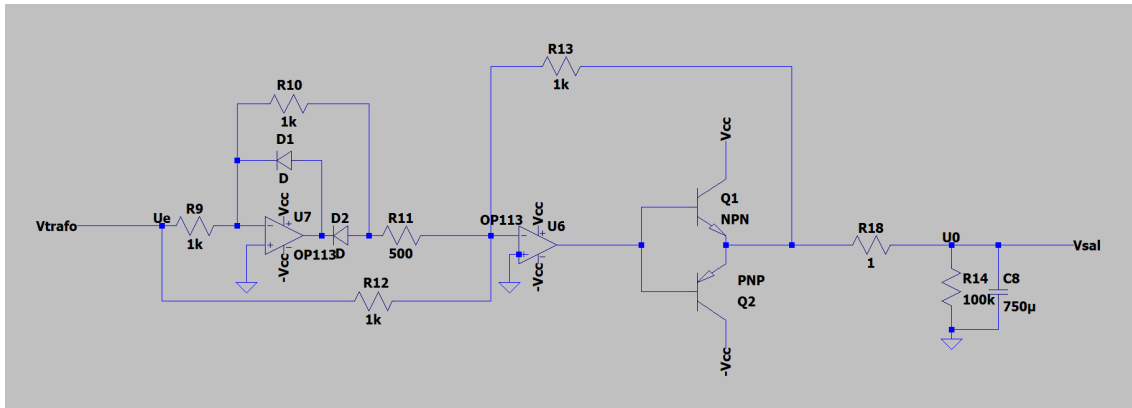 R13
1k
R10
1k
D1
D
Vcc
Vtrafo
Ue
R9
1k
Vcc
U7
OP113
-Vcc
D2
D
R11
500
OP113
Vcc
U6
-Vcc
R12
1k
Q1
NPN
PNP
Q2
-Vcc
R18
1
U0
Vsal
R14
100k
C8
750µ